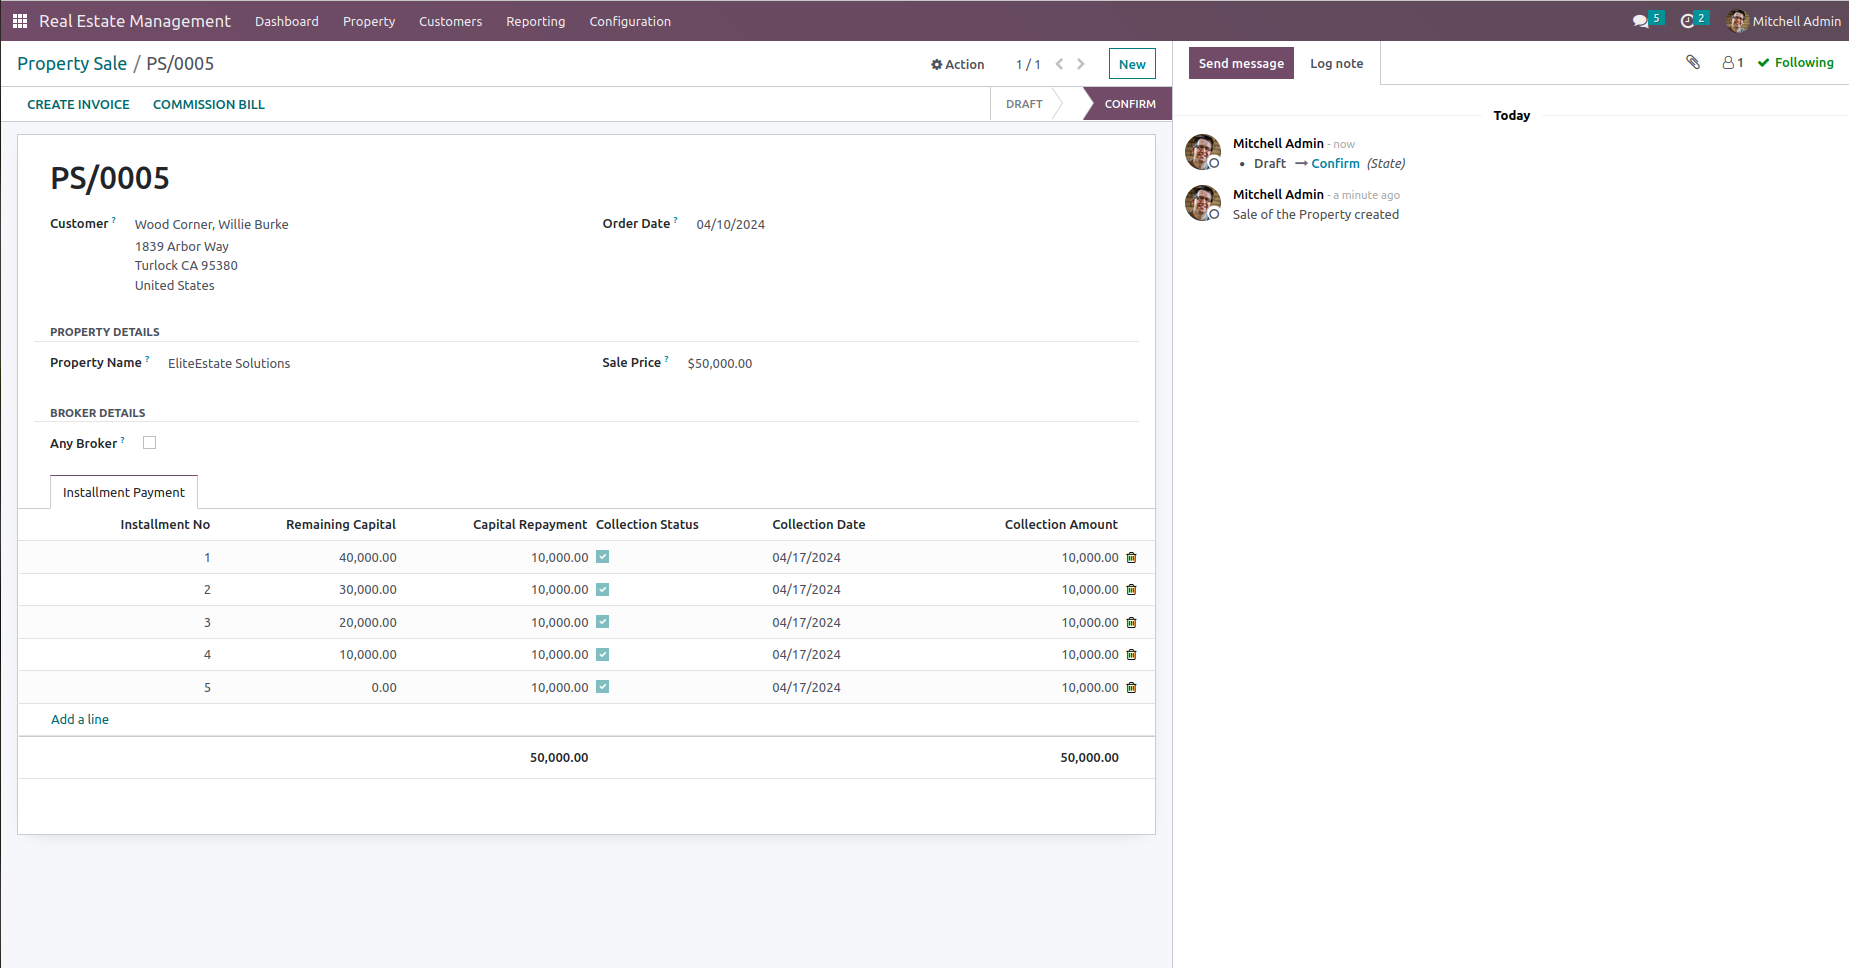 Real Estate Management Dashboard Property Customers Reporting Configuration 5 2 Mitchell Admin
Property Sale / PS/0005 Action 1 / 1 New
CREATE INVOICE COMMISSION BILL DRAFT CONFIRM
PS/0005
Customer ? Wood Corner, Willie Burke
1839 Arbor Way
Turlock CA 95380
United States
Order Date ? 04/10/2024
PROPERTY DETAILS
Property Name ? EliteEstate Solutions Sale Price ? $50,000.00
BROKER DETAILS
Any Broker ?
Installment Payment
Installment No Remaining Capital Capital Repayment Collection Status Collection Date Collection Amount
1 40,000.00 10,000.00 04/17/2024 10,000.00
2 30,000.00 10,000.00 04/17/2024 10,000.00
3 20,000.00 10,000.00 04/17/2024 10,000.00
4 10,000.00 10,000.00 04/17/2024 10,000.00
5 0.00 10,000.00 04/17/2024 10,000.00
Add a line
50,000.00 50,000.00
Send message Log note 1 Following
Today
Mitchell Admin - now
• Draft → Confirm (State)
Mitchell Admin - a minute ago
Sale of the Property created